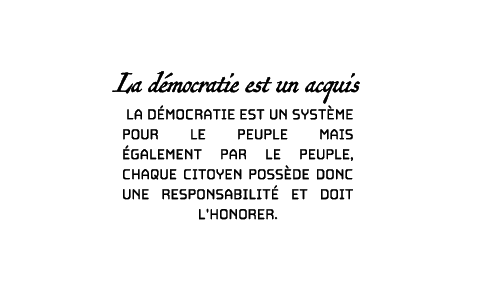 La démocratie est un acquis
LA DÉMOCRATIE EST UN SYSTÈME
POUR LE PEUPLE MAIS
ÉGALEMENT PAR LE PEUPLE,
CHAQUE CITOYEN POSSÈDE DONC
UNE RESPONSABILITÉ ET DOIT
L'HONORER.